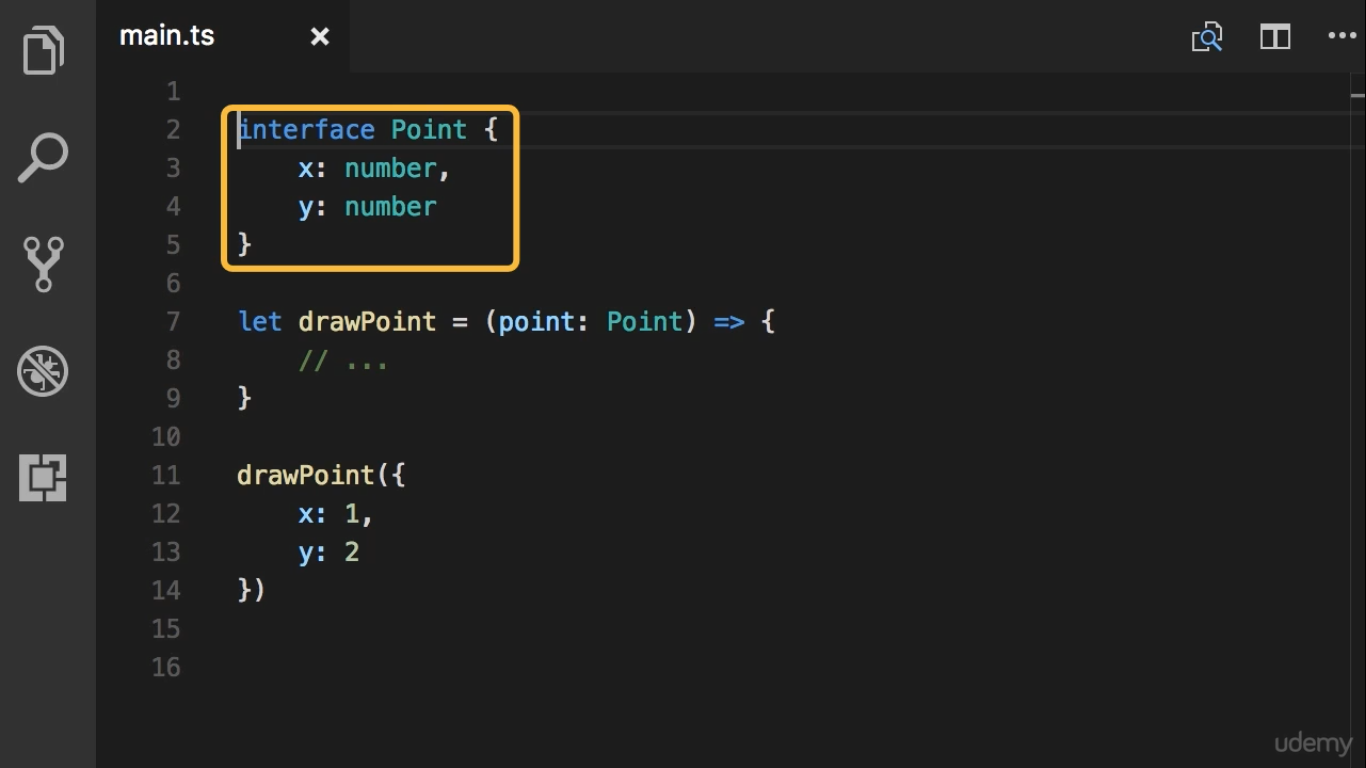 main.ts
1
2 interface Point {
3     x: number,
4     y: number
5 }
6
7 let drawPoint = (point: Point) => {
8     // ...
9 }
10
11 drawPoint({
12     x: 1,
13     y: 2
14 })
15
16
udemy